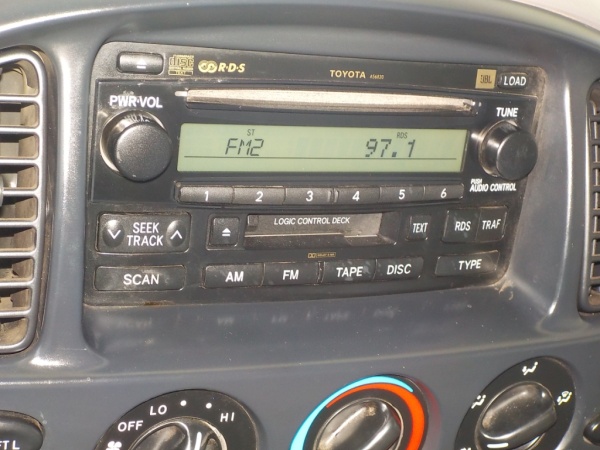 RDS
TOYOTA
JBL
LOAD
PWR·VOL
TUNE
ST
RDS
FM2
97.1
1 2 3 4 5 6
PUSH
AUDIO CONTROL
SEEK
TRACK
LOGIC CONTROL DECK
TEXT
RDS
TRAF
SCAN
AM
FM
TAPE
DISC
TYPE
OFF
LO
HI